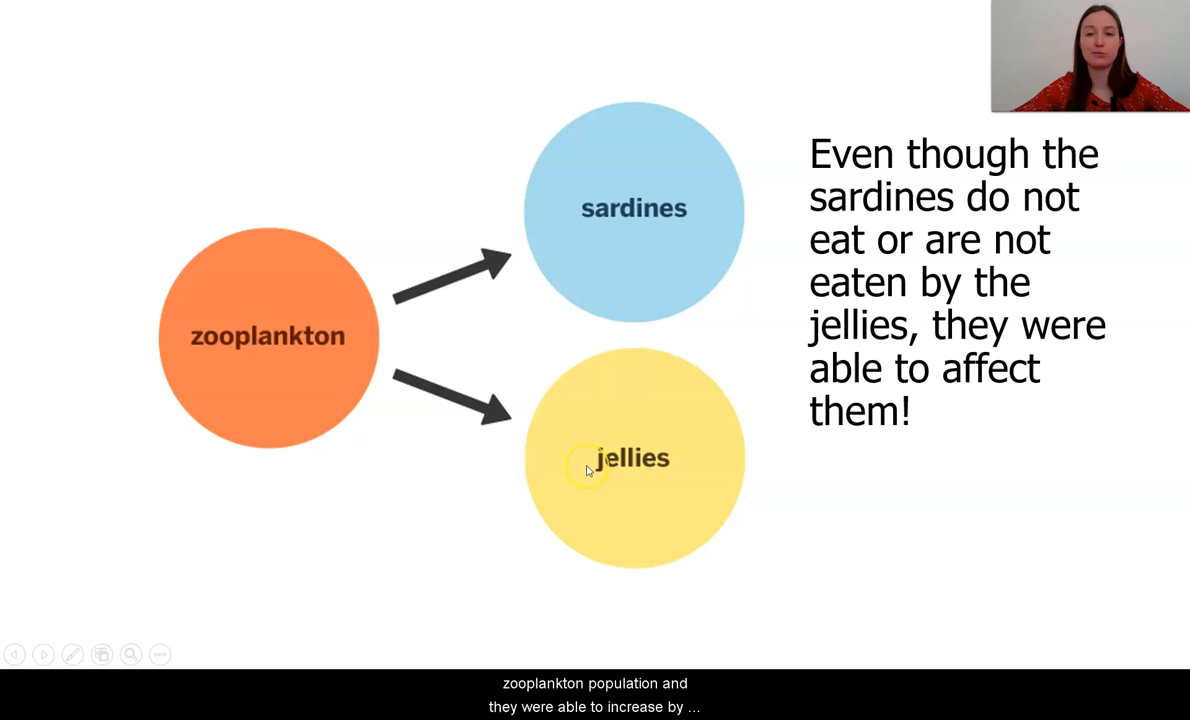 sardines
zooplankton
jellies
Even though the
sardines do not
eat or are not
eaten by the
jellies, they were
able to affect
them!
zooplankton population and
they were able to increase by ...